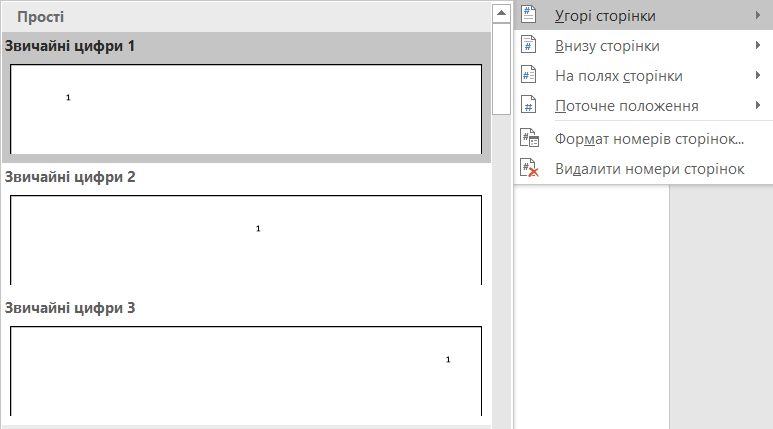 Прості
Звичайні цифри 1
1
Звичайні цифри 2
1
Звичайні цифри 3
1
Угорі сторінки
Внизу сторінки
На полях сторінки
Поточне положення
Формат номерів сторінок...
Видалити номери сторінок